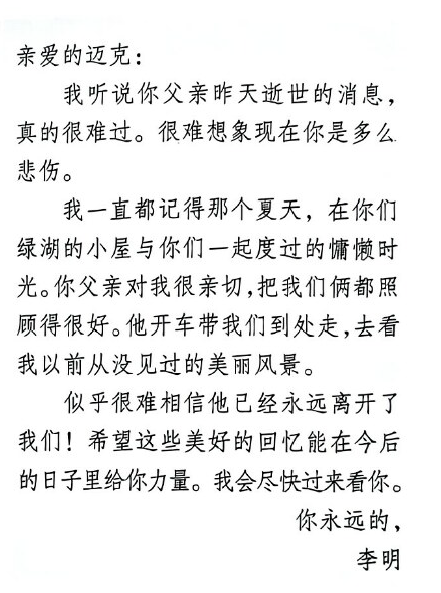 亲爱的迈克：
我听说你父亲昨天逝世的消息，
真的很难过。很难想象现在你是多么
悲伤。
我一直都记得那个夏天，在你们
绿湖的小屋与你们一起度过的慵懒时
光。你父亲对我很亲切，把我们俩都照
顾得很好。他开车带我们到处走，去看
我以前从没见过的美丽风景。
似乎很难相信他已经永远离开了
我们！希望这些美好的回忆能在今后
的日子里给你力量。我会尽快过来看你。
你永远的，
李明